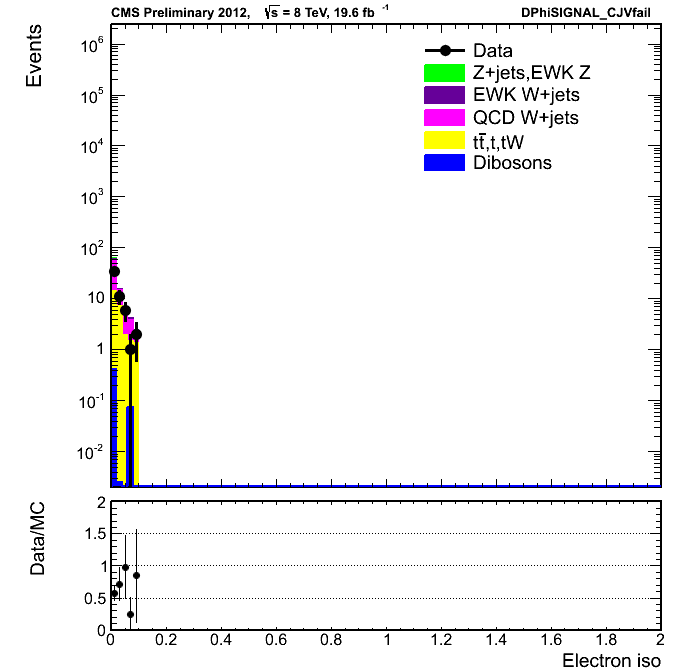 CMS Preliminary 2012, √s = 8 TeV, 19.6 fb⁻¹ DPhiSIGNAL_CJVfail
Events
10⁶
10⁵
10⁴
10³
10²
10
1
10⁻¹
10⁻²
Data
Z+jets,EWK Z
EWK W+jets
QCD W+jets
tt̅,t,tW
Dibosons
Data/MC
2
1.5
1
0.5
0
0 0.2 0.4 0.6 0.8 1 1.2 1.4 1.6 1.8 2
Electron iso